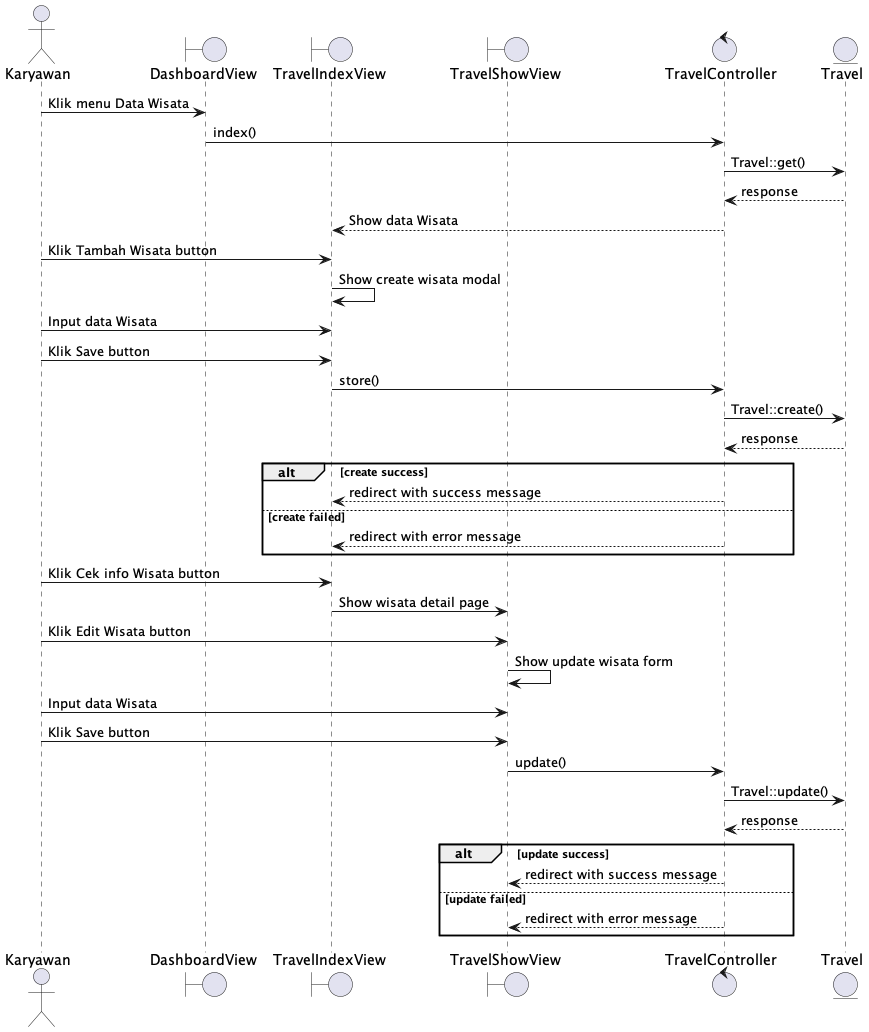 Karyawan
DashboardView
TravelIndexView
TravelShowView
TravelController
Travel
Klik menu Data Wisata
index()
Travel::get()
response
Show data Wisata
Klik Tambah Wisata button
Show create wisata modal
Input data Wisata
Klik Save button
store()
Travel::create()
response
alt
[create success]
redirect with success message
[create failed]
redirect with error message
Klik Cek info Wisata button
Show wisata detail page
Klik Edit Wisata button
Show update wisata form
Input data Wisata
Klik Save button
update()
Travel::update()
response
alt
[update success]
redirect with success message
[update failed]
redirect with error message
Karyawan
DashboardView
TravelIndexView
TravelShowView
TravelController
Travel